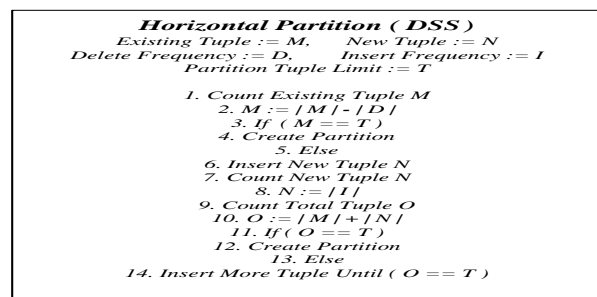 Horizontal Partition ( DSS )
Existing Tuple := M, New Tuple := N
Delete Frequency := D, Insert Frequency := I
Partition Tuple Limit := T
1. Count Existing Tuple M
2. M := | M | - | D |
3. If ( M == T )
4. Create Partition
5. Else
6. Insert New Tuple N
7. Count New Tuple N
8. N := | I |
9. Count Total Tuple O
10. O := | M | + | N |
11. If ( O == T )
12. Create Partition
13. Else
14. Insert More Tuple Until ( O == T )